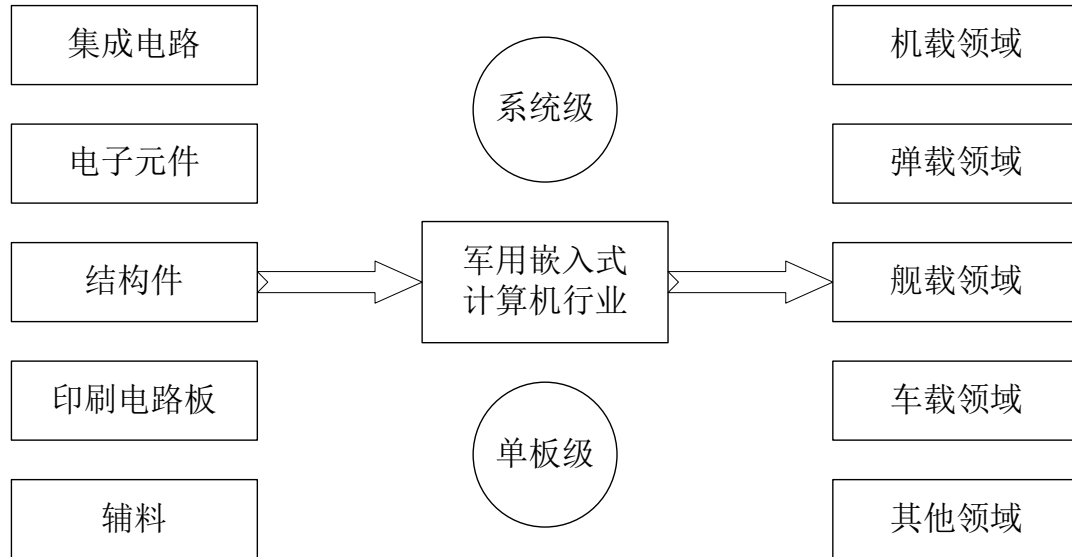 集成电路
电子元件
结构件
印刷电路板
辅料
系统级
军用嵌入式
计算机行业
单板级
机载领域
弹载领域
舰载领域
车载领域
其他领域